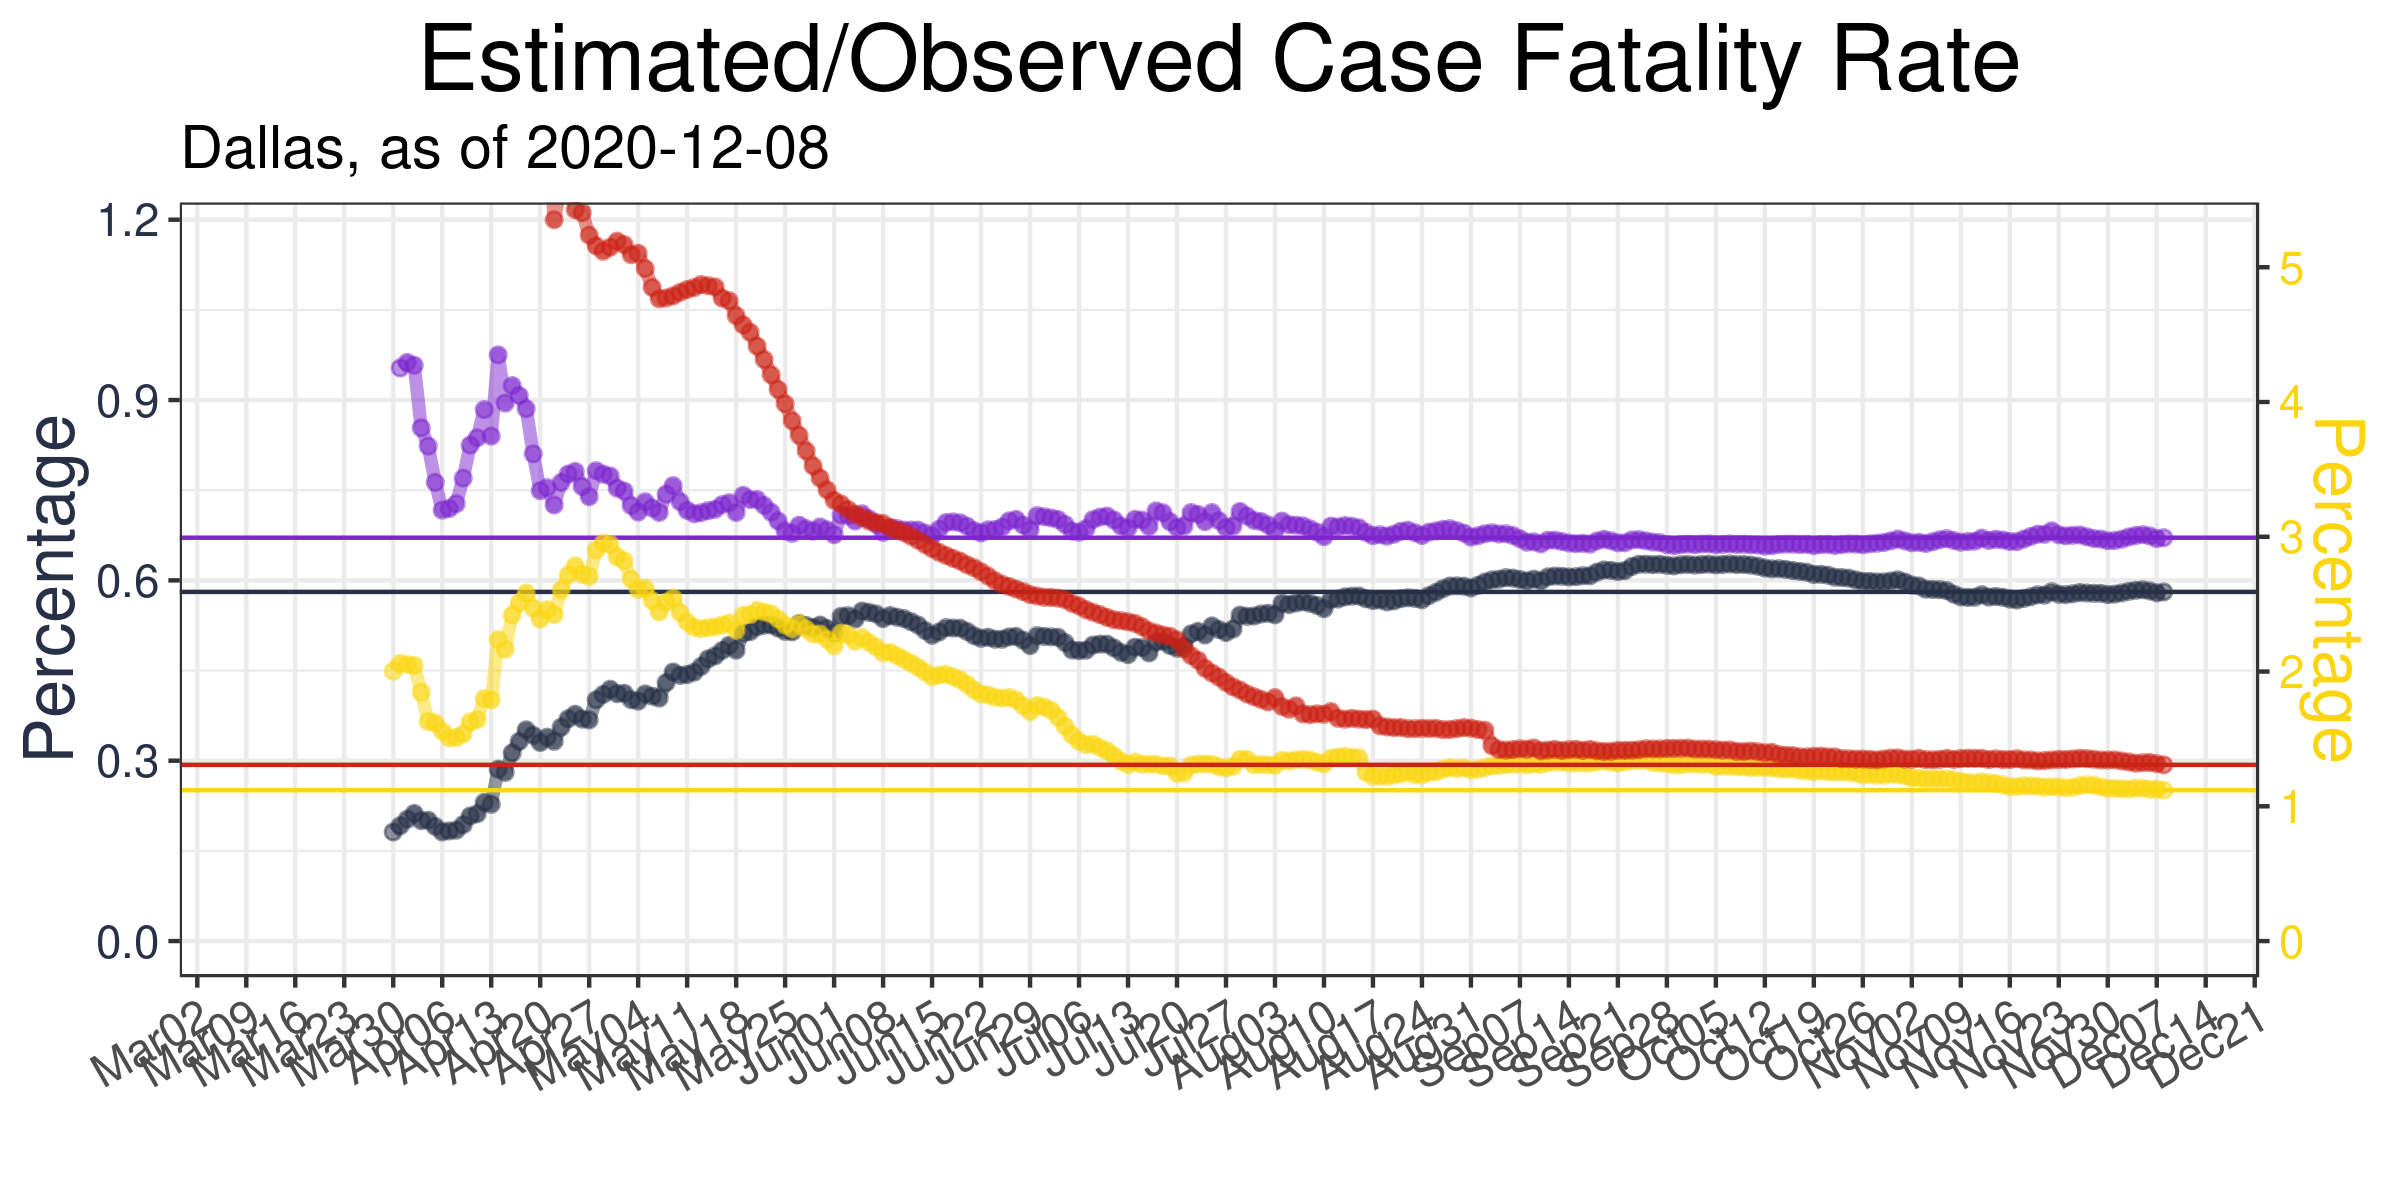 Estimated/Observed Case Fatality Rate
Dallas, as of 2020-12-08
Percentage
1.2
0.9
0.6
0.3
0.0
5
4
3
2
1
0
Percentage
Mar02
Mar09
Mar16
Mar23
Mar30
Apr06
Apr13
Apr20
Apr27
May04
May11
May18
May25
Jun01
Jun08
Jun15
Jun22
Jun29
Jul06
Jul13
Jul20
Jul27
Aug03
Aug10
Aug17
Aug24
Aug31
Sep07
Sep14
Sep21
Sep28
Oct05
Oct12
Oct19
Oct26
Nov02
Nov09
Nov16
Nov23
Nov30
Dec07
Dec14
Dec21